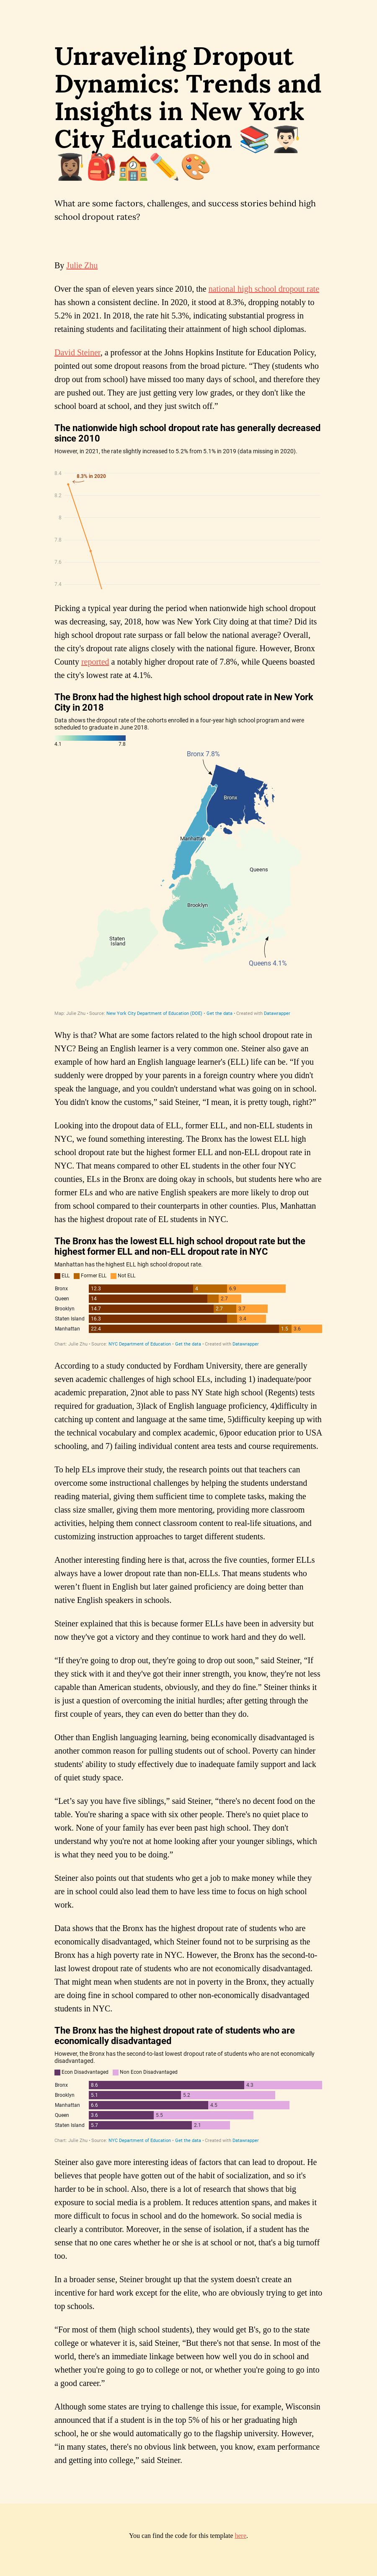 Unraveling Dropout
Dynamics: Trends and
Insights in New York
City Education 📚👨🏻‍🎓
👩🏾‍🎓🎒🏫✏️🎨
What are some factors, challenges, and success stories behind high
school dropout rates?
By Julie Zhu
Over the span of eleven years since 2010, the national high school dropout rate
has shown a consistent decline. In 2020, it stood at 8.3%, dropping notably to
5.2% in 2021. In 2018, the rate hit 5.3%, indicating substantial progress in
retaining students and facilitating their attainment of high school diplomas.
David Steiner, a professor at the Johns Hopkins Institute for Education Policy,
pointed out some dropout reasons from the broad picture. “They (students who
drop out from school) have missed too many days of school, and therefore they
are pushed out. They are just getting very low grades, or they don't like the
school board at school, and they just switch off.”
The nationwide high school dropout rate has generally decreased
since 2010
However, in 2021, the rate slightly increased to 5.2% from 5.1% in 2019 (data missing in 2020).
8.4
8.3% in 2020
8.2
8
7.8
7.6
7.4
Picking a typical year during the period when nationwide high school dropout
was decreasing, say, 2018, how was New York City doing at that time? Did its
high school dropout rate surpass or fall below the national average? Overall,
the city's dropout rate aligns closely with the national figure. However, Bronx
County reported a notably higher dropout rate of 7.8%, while Queens boasted
the city's lowest rate at 4.1%.
The Bronx had the highest high school dropout rate in New York
City in 2018
Data shows the dropout rate of the cohorts enrolled in a four-year high school program and were
scheduled to graduate in June 2018.
4.1 7.8
Bronx 7.8%
Bronx
Manhattan
Queens
Brooklyn
Staten
Island
Queens 4.1%
Map: Julie Zhu • Source: New York City Department of Education (DOE) • Get the data • Created with Datawrapper
Why is that? What are some factors related to the high school dropout rate in
NYC? Being an English learner is a very common one. Steiner also gave an
example of how hard an English language learner's (ELL) life can be. “If you
suddenly were dropped by your parents in a foreign country where you didn't
speak the language, and you couldn't understand what was going on in school.
You didn't know the customs,” said Steiner, “I mean, it is pretty tough, right?”
Looking into the dropout data of ELL, former ELL, and non-ELL students in
NYC, we found something interesting. The Bronx has the lowest ELL high
school dropout rate but the highest former ELL and non-ELL dropout rate in
NYC. That means compared to other EL students in the other four NYC
counties, ELs in the Bronx are doing okay in schools, but students here who are
former ELs and who are native English speakers are more likely to drop out
from school compared to their counterparts in other counties. Plus, Manhattan
has the highest dropout rate of EL students in NYC.
The Bronx has the lowest ELL high school dropout rate but the
highest former ELL and non-ELL dropout rate in NYC
Manhattan has the highest ELL high school dropout rate.
ELL Former ELL Not ELL
Bronx 12.3 4 6.9
Queen 14 2.7
Brooklyn 14.7 2.7 3.7
Staten Island 16.3 3.4
Manhattan 22.4 1.5 3.6
Chart: Julie Zhu • Source: NYC Department of Education • Get the data • Created with Datawrapper
According to a study conducted by Fordham University, there are generally
seven academic challenges of high school ELs, including 1) inadequate/poor
academic preparation, 2)not able to pass NY State high school (Regents) tests
required for graduation, 3)lack of English language proficiency, 4)difficulty in
catching up content and language at the same time, 5)difficulty keeping up with
the technical vocabulary and complex academic, 6)poor education prior to USA
schooling, and 7) failing individual content area tests and course requirements.
To help ELs improve their study, the research points out that teachers can
overcome some instructional challenges by helping the students understand
reading material, giving them sufficient time to complete tasks, making the
class size smaller, giving them more mentoring, providing more classroom
activities, helping them connect classroom content to real-life situations, and
customizing instruction approaches to target different students.
Another interesting finding here is that, across the five counties, former ELs
always have a lower dropout rate than non-ELs. That means students who
weren’t fluent in English but later gained proficiency are doing better than
native English speakers in schools.
Steiner explained that this is because former ELs have been in adversity but
now they've got a victory and they continue to work hard and they do well.
“If they're going to drop out, they're going to drop out soon,” said Steiner, “If
they stick with it and they've got their inner strength, you know, they're not less
capable than American students, obviously, and they do fine.” Steiner thinks it
is just a question of overcoming the initial hurdles; after getting through the
first couple of years, they can even do better than they do.
Other than English languaging learning, being economically disadvantaged is
another common reason for pulling students out of school. Poverty can hinder
students' ability to study effectively due to inadequate family support and lack
of quiet study space.
“Let’s say you have five siblings,” said Steiner, “there's no decent food on the
table. You're sharing a space with six other people. There's no quiet place to
work. None of your family has ever been past high school. They don't
understand why you're not at home looking after your younger siblings, which
is what they need you to be doing.”
Steiner also points out that students who get a job to make money while they
are in school could also lead them to have less time to focus on high school
work.
Data shows that the Bronx has the highest dropout rate of students who are
economically disadvantaged, which Steiner found not to be surprising as the
Bronx has a high poverty rate in NYC. However, the Bronx has the second-to-
last lowest dropout rate of students who are not economically disadvantaged.
That might mean when students are not in poverty in the Bronx, they actually
are doing fine in school compared to other non-economically disadvantaged
students in NYC.
The Bronx has the highest dropout rate of students who are
economically disadvantaged
However, the Bronx has the second-to-last lowest dropout rate of students who are not economically
disadvantaged.
Econ Disadvantaged Non Econ Disadvantaged
Bronx 8.6 4.3
Brooklyn 5.1 5.2
Manhattan 6.6 4.5
Queen 3.6 5.5
Staten Island 5.7 2.1
Chart: Julie Zhu • Source: NYC Department of Education • Get the data • Created with Datawrapper
Steiner also gave more interesting ideas of factors that can lead to dropout. He
believes that people have gotten out of the habit of socialization, and so it's
harder to be in school. Also, there is a lot of research that shows that big
exposure to social media is a problem. It reduces attention spans, and makes it
more difficult to focus in school and do the homework. So social media is
clearly a contributor. Moreover, in the sense of isolation, if a student has the
sense that no one cares whether he or she is at school or not, that's a big turnoff
too.
In a broader sense, Steiner brought up that the system doesn't create an
incentive for hard work except for the elite, who are obviously trying to get into
top schools.
“For most of them (high school students), they would get B's, go to the state
college or whatever it is, said Steiner, “But there's not that sense. In most of the
world, there's an immediate linkage between how well you do in school and
whether you're going to go to college or not, or whether you're going to go into
a good career.”
Although some states are trying to challenge this issue, for example, Wisconsin
announced that if a student is in the top 5% of his or her graduating high
school, he or she would automatically go to the flagship university. However,
“in many states, there's no obvious link between, you know, exam performance
and getting into college,” said Steiner.
You can find the code for this template here.